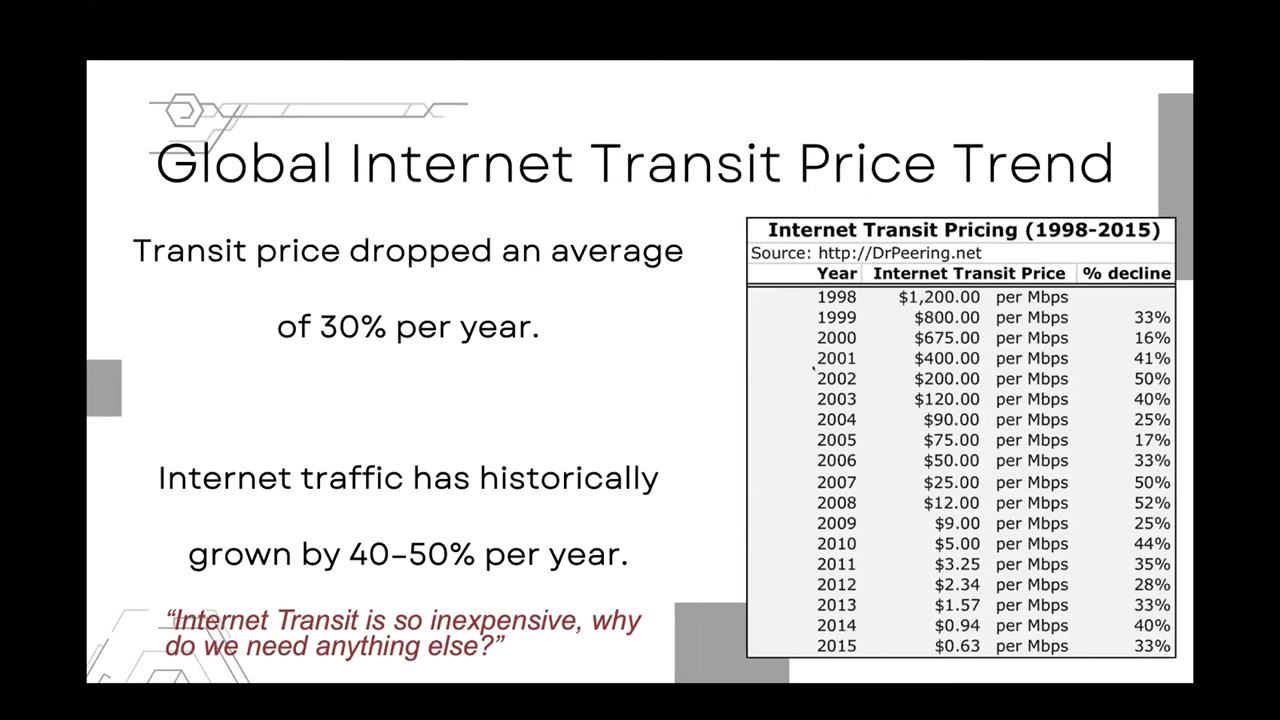 Global Internet Transit Price Trend
Transit price dropped an average
of 30% per year.
Internet traffic has historically
grown by 40–50% per year.
“Internet Transit is so inexpensive, why
do we need anything else?”
Internet Transit Pricing (1998-2015)
Source: http://DrPeering.net
Year Internet Transit Price % decline
1998 $1,200.00 per Mbps
1999 $800.00 per Mbps 33%
2000 $675.00 per Mbps 16%
2001 $400.00 per Mbps 41%
2002 $200.00 per Mbps 50%
2003 $120.00 per Mbps 40%
2004 $90.00 per Mbps 25%
2005 $75.00 per Mbps 17%
2006 $50.00 per Mbps 33%
2007 $25.00 per Mbps 50%
2008 $12.00 per Mbps 52%
2009 $9.00 per Mbps 25%
2010 $5.00 per Mbps 44%
2011 $3.25 per Mbps 35%
2012 $2.34 per Mbps 28%
2013 $1.57 per Mbps 33%
2014 $0.94 per Mbps 40%
2015 $0.63 per Mbps 33%